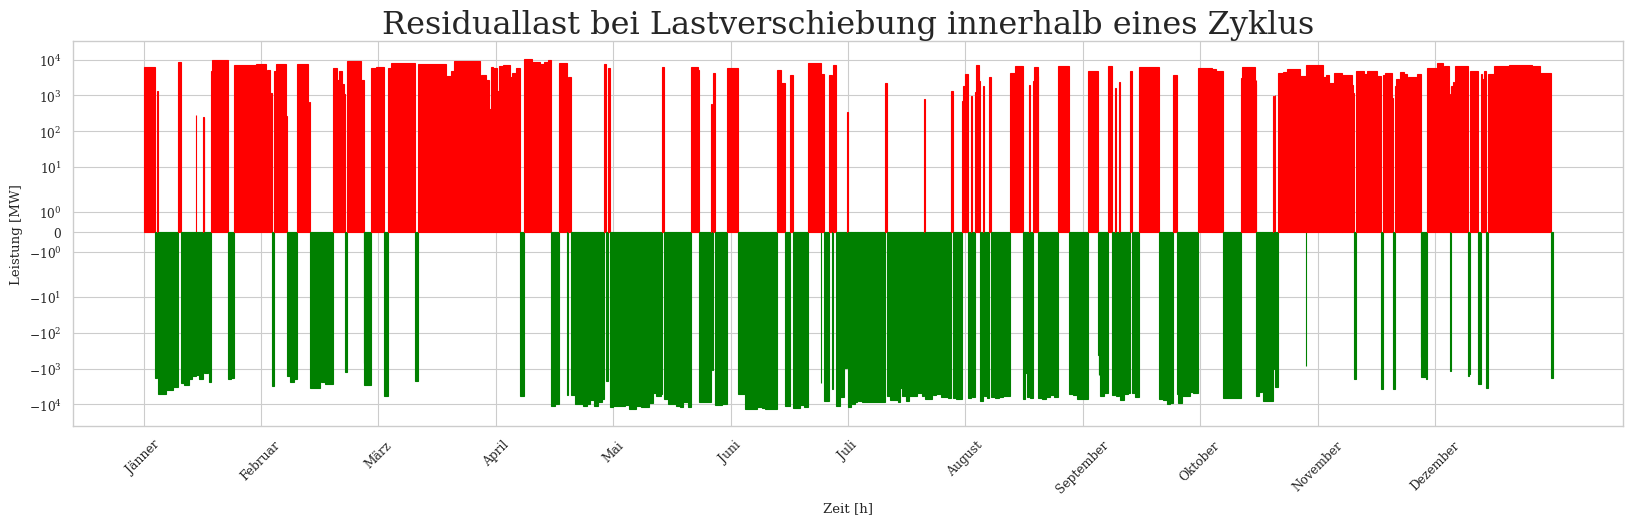 Residuallast bei Lastverschiebung innerhalb eines Zyklus
Leistung [MW]
10⁴
10³
10²
10¹
10⁰
0
−10⁰
−10¹
−10²
−10³
−10⁴
Jänner
Februar
März
April
Mai
Juni
Juli
August
September
Oktober
November
Dezember
Zeit [h]